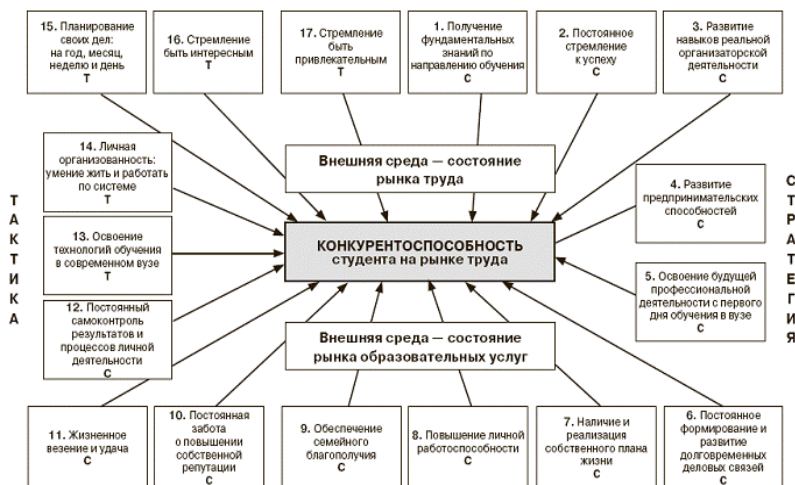 15. Планирование
своих дел:
на год, месяц,
неделю и день
Т
16. Стремление
быть интересным
Т
17. Стремление
быть
привлекательным
Т
1. Получение
фундаментальных
знаний по
направлению обучения
С
2. Постоянное
стремление
к успеху
С
3. Развитие
навыков реальной
организаторской
деятельности
С
14. Личная
организованность:
умение жить и работать
по системе
Т
Внешняя среда — состояние
рынка труда
4. Развитие
предпринимательских
способностей
С
ТАКТИКА
13. Освоение
технологий обучения
в современном вузе
Т
КОНКУРЕНТОСПОСОБНОСТЬ
студента на рынке труда
СТРАТЕГИЯ
5. Освоение будущей
профессиональной
деятельности с первого
дня обучения в вузе
С
12. Постоянный
самоконтроль
результатов и
процессов личной
деятельности
С
Внешняя среда — состояние
рынка образовательных услуг
11. Жизненное
везение и удача
С
10. Постоянная
забота
о повышении
собственной
репутации
С
9. Обеспечение
семейного
благополучия
С
8. Повышение личной
работоспособности
С
7. Наличие и
реализация
собственного плана
жизни
С
6. Постоянное
формирование и
развитие
долговременных
деловых связей
С